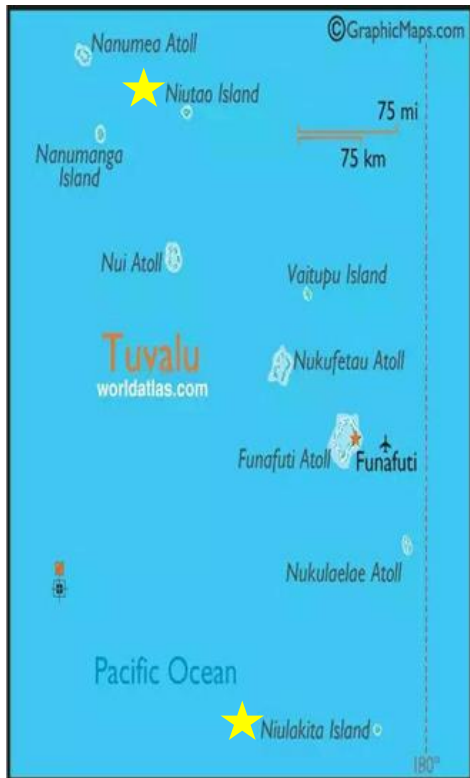 ©GraphicMaps.com
Nanumea Atoll
Niutao Island
75 mi
75 km
Nanumanga
Island
Nui Atoll
Vaitupu Island
Tuvalu
worldatlas.com
Nukufetau Atoll
Funafuti Atoll
Funafuti
Nukulaelae Atoll
Pacific Ocean
Niulakita Island
180°